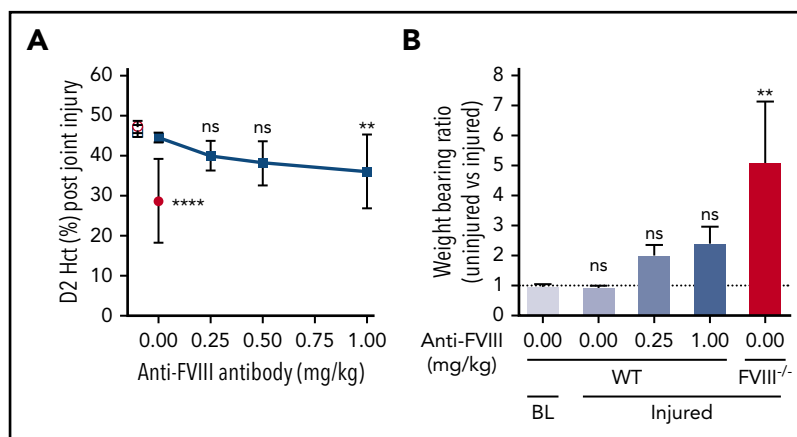 A
D2 Hct (%) post joint injury
60
50
40
30
20
10
0
ns
ns
**
****
0.00 0.25 0.50 0.75 1.00
Anti-FVIII antibody (mg/kg)
B
Weight bearing ratio
(uninjured vs injured)
8
7
6
5
4
3
2
1
0
ns
ns
ns
**
Anti-FVIII
(mg/kg)
0.00 0.00 0.25 1.00 0.00
WT FVIII-/-
BL Injured